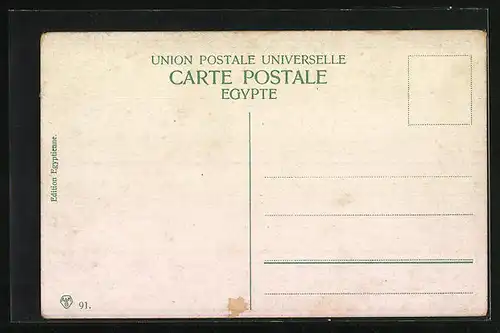 UNION POSTALE UNIVERSELLE
CARTE POSTALE
EGYPTE
Edition Egyptienne.
91.